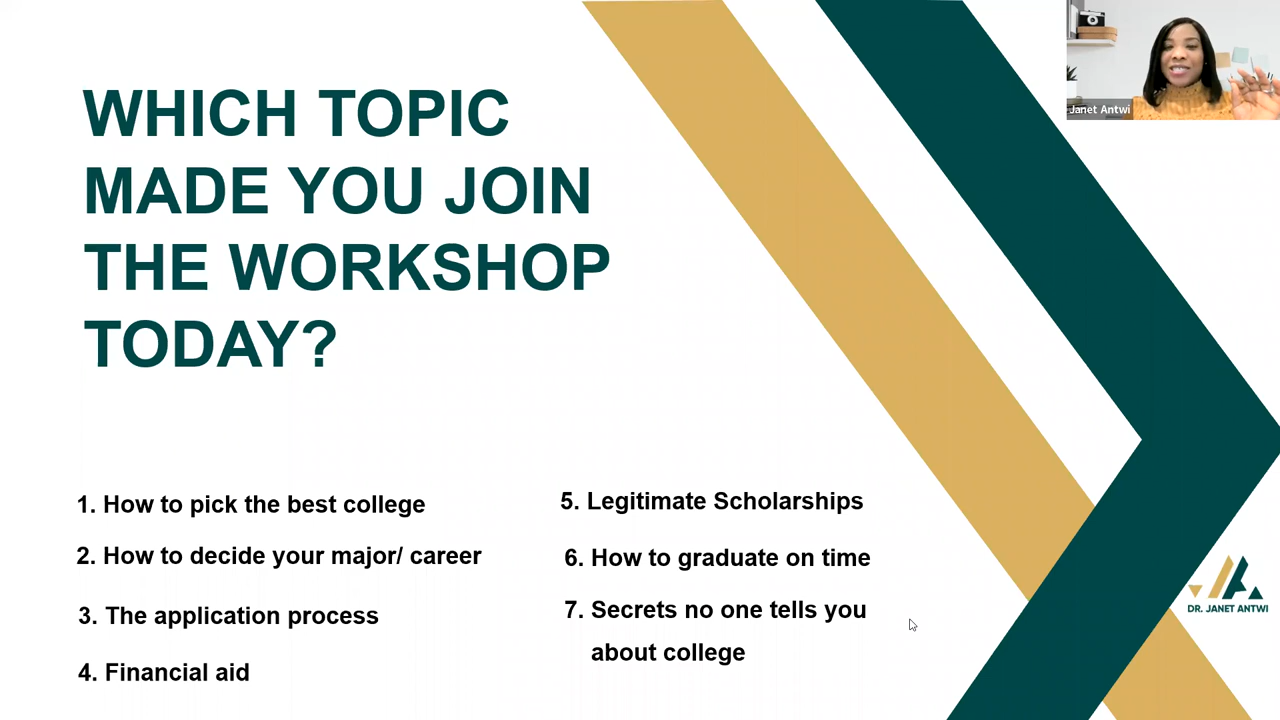 WHICH TOPIC
MADE YOU JOIN
THE WORKSHOP
TODAY?
1. How to pick the best college
2. How to decide your major/ career
3. The application process
4. Financial aid
5. Legitimate Scholarships
6. How to graduate on time
7. Secrets no one tells you
about college
Janet Antwi
DR. JANET ANTWI